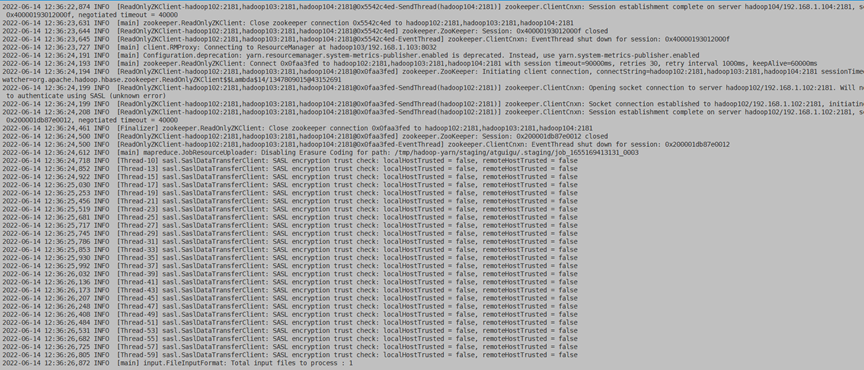 2022-06-14 12:36:22,874 INFO  [ReadOnlyZKClient-hadoop102:2181,hadoop103:2181,hadoop104:2181@0x5542c4ed-SendThread(hadoop104:2181)] zookeeper.ClientCnxn: Session establishment complete on server hadoop104/192.168.1.104:2181, se
0x40000193012000f, negotiated timeout = 40000
2022-06-14 12:36:23,631 INFO  [main] zookeeper.ReadOnlyZKClient: Close zookeeper connection 0x5542c4ed to hadoop102:2181,hadoop103:2181,hadoop104:2181
2022-06-14 12:36:23,644 INFO  [ReadOnlyZKClient-hadoop102:2181,hadoop103:2181,hadoop104:2181@0x5542c4ed] zookeeper.ZooKeeper: Session: 0x40000193012000f closed
2022-06-14 12:36:23,645 INFO  [ReadOnlyZKClient-hadoop102:2181,hadoop103:2181,hadoop104:2181@0x5542c4ed-EventThread] zookeeper.ClientCnxn: EventThread shut down for session: 0x40000193012000f
2022-06-14 12:36:23,727 INFO  [main] client.RMProxy: Connecting to ResourceManager at hadoop103/192.168.1.103:8032
2022-06-14 12:36:24,191 INFO  [main] Configuration.deprecation: yarn.resourcemanager.system-metrics-publisher.enabled is deprecated. Instead, use yarn.system-metrics-publisher.enabled
2022-06-14 12:36:24,193 INFO  [main] zookeeper.ReadOnlyZKClient: Connect 0x0faa3fed to hadoop102:2181,hadoop103:2181,hadoop104:2181 with session timeout=90000ms, retries 30, retry interval 1000ms, keepAlive=60000ms
2022-06-14 12:36:24,194 INFO  [ReadOnlyZKClient-hadoop102:2181,hadoop103:2181,hadoop104:2181@0x0faa3fed] zookeeper.ZooKeeper: Initiating client connection, connectString=hadoop102:2181,hadoop103:2181,hadoop104:2181 sessionTimeo
watcher=org.apache.hadoop.hbase.zookeeper.ReadOnlyZKClient$$Lambda$14/1347809015@43152691
2022-06-14 12:36:24,199 INFO  [ReadOnlyZKClient-hadoop102:2181,hadoop103:2181,hadoop104:2181@0x0faa3fed-SendThread(hadoop102:2181)] zookeeper.ClientCnxn: Opening socket connection to server hadoop102/192.168.1.102:2181. Will no
to authenticate using SASL (unknown error)
2022-06-14 12:36:24,199 INFO  [ReadOnlyZKClient-hadoop102:2181,hadoop103:2181,hadoop104:2181@0x0faa3fed-SendThread(hadoop102:2181)] zookeeper.ClientCnxn: Socket connection established to hadoop102/192.168.1.102:2181, initiating
2022-06-14 12:36:24,208 INFO  [ReadOnlyZKClient-hadoop102:2181,hadoop103:2181,hadoop104:2181@0x0faa3fed-SendThread(hadoop102:2181)] zookeeper.ClientCnxn: Session establishment complete on server hadoop102/192.168.1.102:2181, se
0x200001db87e0012, negotiated timeout = 40000
2022-06-14 12:36:24,461 INFO  [Finalizer] zookeeper.ReadOnlyZKClient: Close zookeeper connection 0x0faa3fed to hadoop102:2181,hadoop103:2181,hadoop104:2181
2022-06-14 12:36:24,500 INFO  [ReadOnlyZKClient-hadoop102:2181,hadoop103:2181,hadoop104:2181@0x0faa3fed] zookeeper.ZooKeeper: Session: 0x200001db87e0012 closed
2022-06-14 12:36:24,500 INFO  [ReadOnlyZKClient-hadoop102:2181,hadoop103:2181,hadoop104:2181@0x0faa3fed-EventThread] zookeeper.ClientCnxn: EventThread shut down for session: 0x200001db87e0012
2022-06-14 12:36:24,612 INFO  [main] mapreduce.JobResourceUploader: Disabling Erasure Coding for path: /tmp/hadoop-yarn/staging/atguigu/.staging/job_1655169413131_0003
2022-06-14 12:36:24,718 INFO  [Thread-10] sasl.SaslDataTransferClient: SASL encryption trust check: localHostTrusted = false, remoteHostTrusted = false
2022-06-14 12:36:24,852 INFO  [Thread-13] sasl.SaslDataTransferClient: SASL encryption trust check: localHostTrusted = false, remoteHostTrusted = false
2022-06-14 12:36:24,922 INFO  [Thread-15] sasl.SaslDataTransferClient: SASL encryption trust check: localHostTrusted = false, remoteHostTrusted = false
2022-06-14 12:36:25,030 INFO  [Thread-17] sasl.SaslDataTransferClient: SASL encryption trust check: localHostTrusted = false, remoteHostTrusted = false
2022-06-14 12:36:25,253 INFO  [Thread-19] sasl.SaslDataTransferClient: SASL encryption trust check: localHostTrusted = false, remoteHostTrusted = false
2022-06-14 12:36:25,456 INFO  [Thread-21] sasl.SaslDataTransferClient: SASL encryption trust check: localHostTrusted = false, remoteHostTrusted = false
2022-06-14 12:36:25,519 INFO  [Thread-23] sasl.SaslDataTransferClient: SASL encryption trust check: localHostTrusted = false, remoteHostTrusted = false
2022-06-14 12:36:25,681 INFO  [Thread-25] sasl.SaslDataTransferClient: SASL encryption trust check: localHostTrusted = false, remoteHostTrusted = false
2022-06-14 12:36:25,717 INFO  [Thread-27] sasl.SaslDataTransferClient: SASL encryption trust check: localHostTrusted = false, remoteHostTrusted = false
2022-06-14 12:36:25,745 INFO  [Thread-29] sasl.SaslDataTransferClient: SASL encryption trust check: localHostTrusted = false, remoteHostTrusted = false
2022-06-14 12:36:25,786 INFO  [Thread-31] sasl.SaslDataTransferClient: SASL encryption trust check: localHostTrusted = false, remoteHostTrusted = false
2022-06-14 12:36:25,853 INFO  [Thread-33] sasl.SaslDataTransferClient: SASL encryption trust check: localHostTrusted = false, remoteHostTrusted = false
2022-06-14 12:36:25,930 INFO  [Thread-35] sasl.SaslDataTransferClient: SASL encryption trust check: localHostTrusted = false, remoteHostTrusted = false
2022-06-14 12:36:25,992 INFO  [Thread-37] sasl.SaslDataTransferClient: SASL encryption trust check: localHostTrusted = false, remoteHostTrusted = false
2022-06-14 12:36:26,032 INFO  [Thread-39] sasl.SaslDataTransferClient: SASL encryption trust check: localHostTrusted = false, remoteHostTrusted = false
2022-06-14 12:36:26,136 INFO  [Thread-41] sasl.SaslDataTransferClient: SASL encryption trust check: localHostTrusted = false, remoteHostTrusted = false
2022-06-14 12:36:26,173 INFO  [Thread-43] sasl.SaslDataTransferClient: SASL encryption trust check: localHostTrusted = false, remoteHostTrusted = false
2022-06-14 12:36:26,207 INFO  [Thread-45] sasl.SaslDataTransferClient: SASL encryption trust check: localHostTrusted = false, remoteHostTrusted = false
2022-06-14 12:36:26,248 INFO  [Thread-47] sasl.SaslDataTransferClient: SASL encryption trust check: localHostTrusted = false, remoteHostTrusted = false
2022-06-14 12:36:26,408 INFO  [Thread-49] sasl.SaslDataTransferClient: SASL encryption trust check: localHostTrusted = false, remoteHostTrusted = false
2022-06-14 12:36:26,484 INFO  [Thread-51] sasl.SaslDataTransferClient: SASL encryption trust check: localHostTrusted = false, remoteHostTrusted = false
2022-06-14 12:36:26,531 INFO  [Thread-53] sasl.SaslDataTransferClient: SASL encryption trust check: localHostTrusted = false, remoteHostTrusted = false
2022-06-14 12:36:26,682 INFO  [Thread-55] sasl.SaslDataTransferClient: SASL encryption trust check: localHostTrusted = false, remoteHostTrusted = false
2022-06-14 12:36:26,725 INFO  [Thread-57] sasl.SaslDataTransferClient: SASL encryption trust check: localHostTrusted = false, remoteHostTrusted = false
2022-06-14 12:36:26,805 INFO  [Thread-59] sasl.SaslDataTransferClient: SASL encryption trust check: localHostTrusted = false, remoteHostTrusted = false
2022-06-14 12:36:26,872 INFO  [main] input.FileInputFormat: Total input files to process : 1